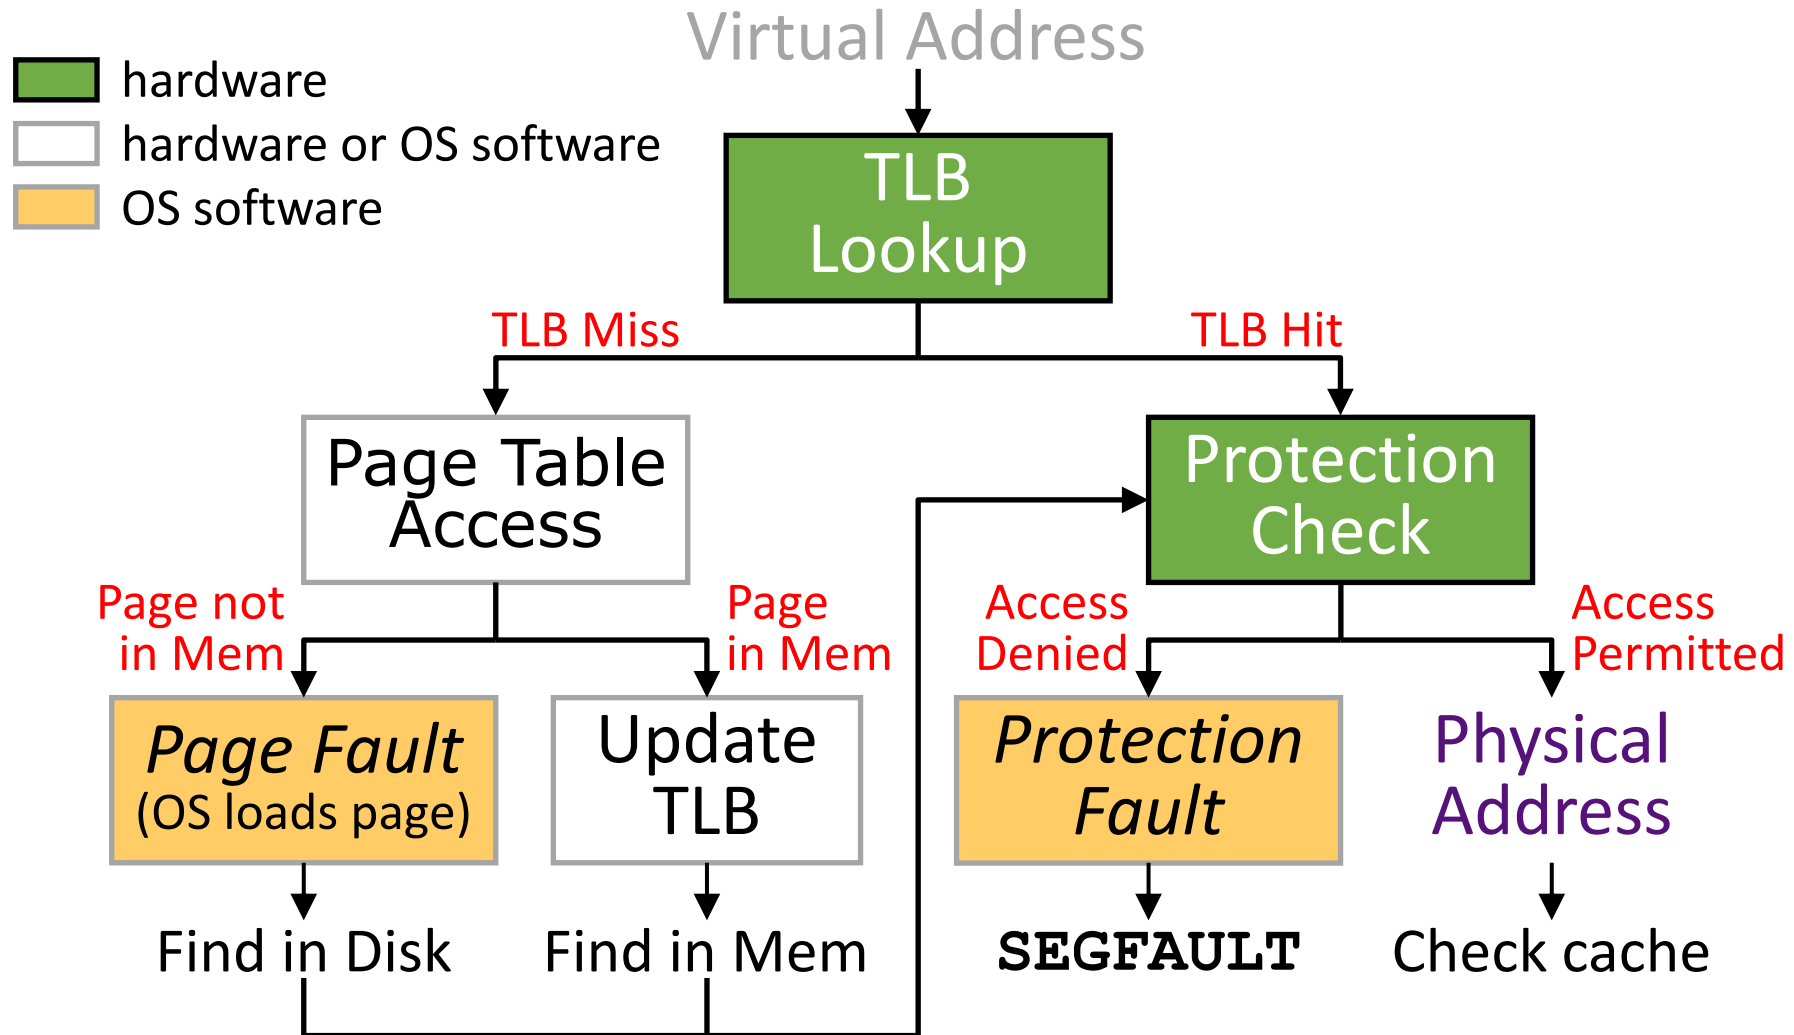 Virtual Address
hardware
hardware or OS software
OS software
TLB
Lookup
TLB Miss
TLB Hit
Page Table
Access
Protection
Check
Page not
in Mem
Page
in Mem
Access
Denied
Access
Permitted
Page Fault
(OS loads page)
Update
TLB
Protection
Fault
Physical
Address
Find in Disk
Find in Mem
SEGFAULT
Check cache